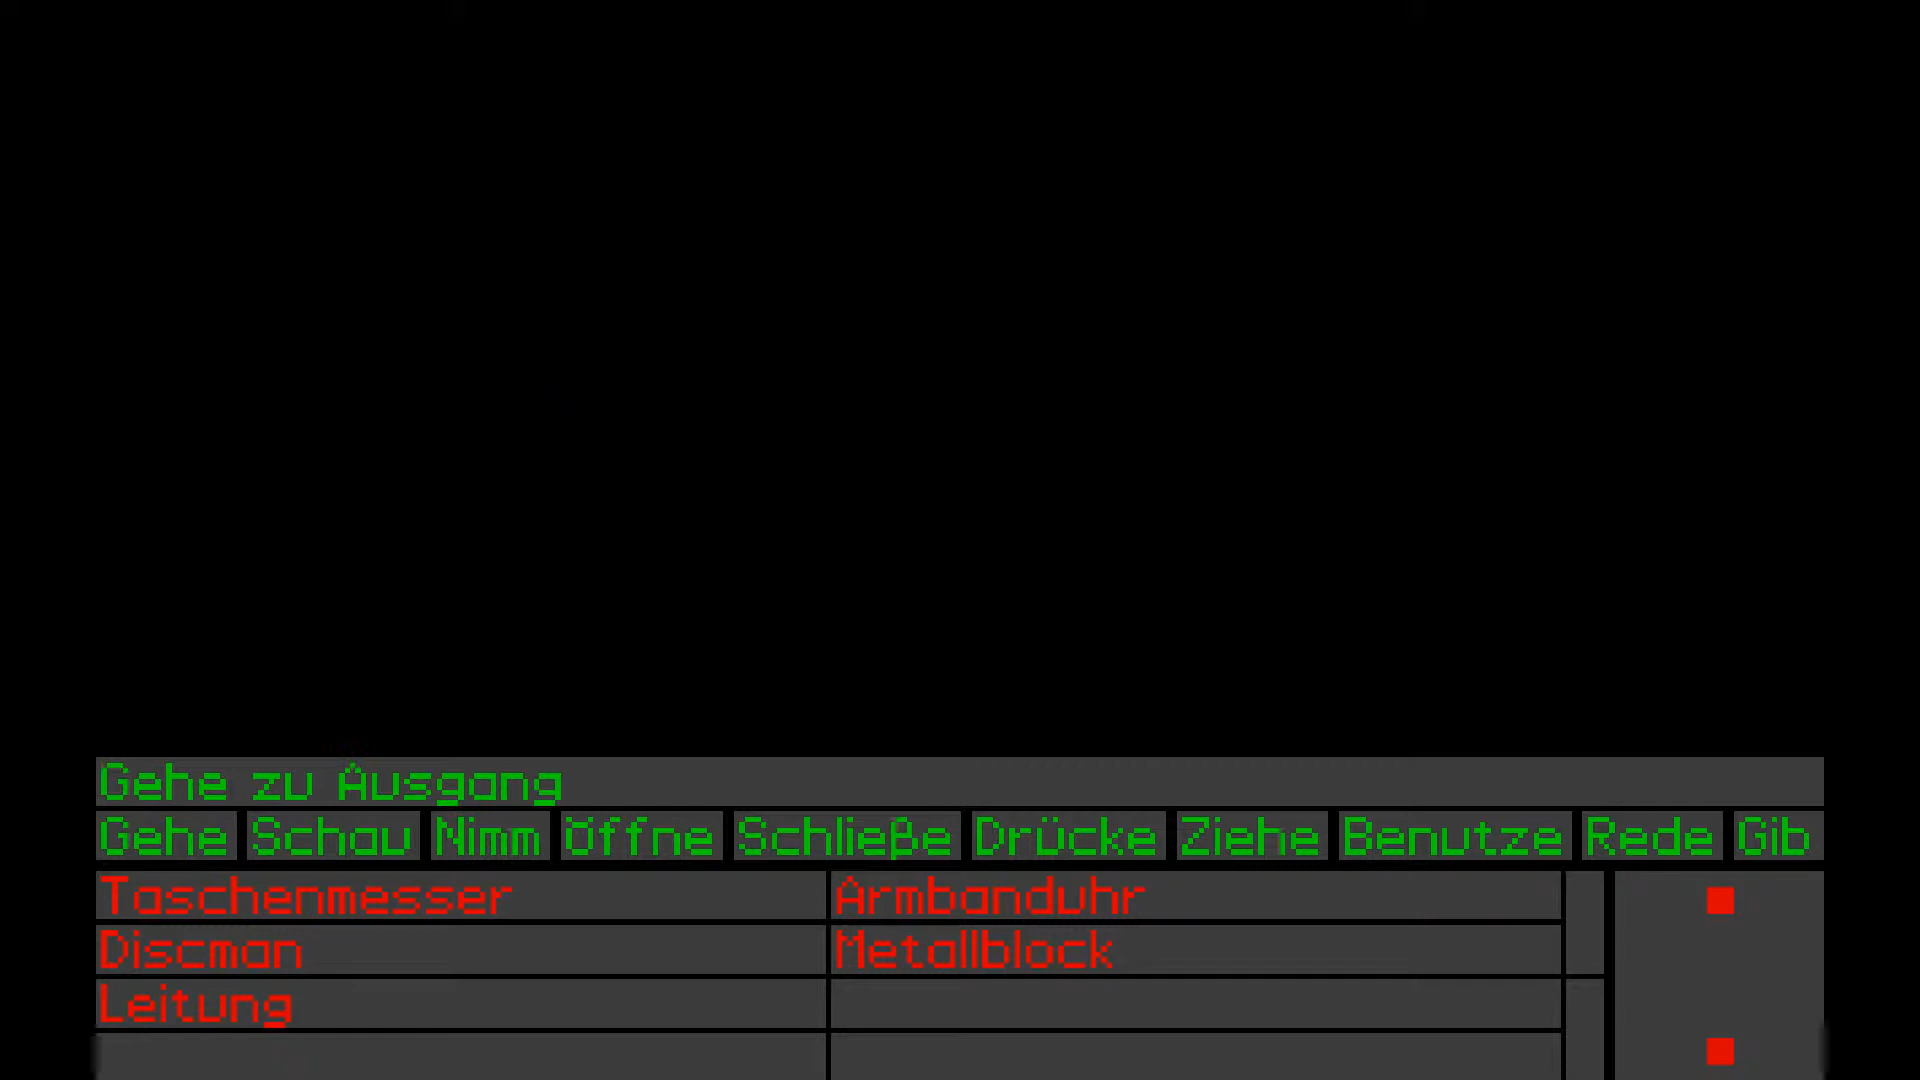 Gehe zu Ausgang
Gehe Schau Nimm Öffne Schließe Drücke Ziehe Benutze Rede Gib
Taschenmesser Armbanduhr
Discman Metallblock
Leitung